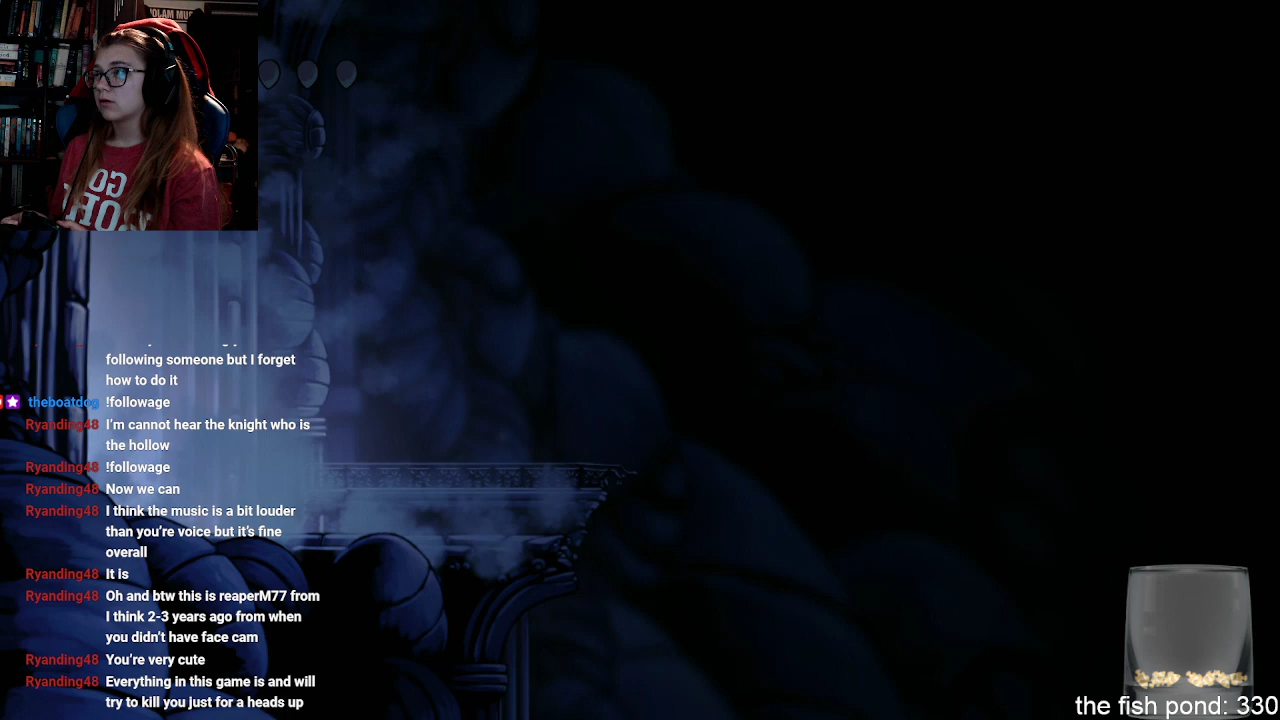 OLAM MU
GO
following someone but I forget
how to do it
theboatdog !followage
Ryanding48 I'm cannot hear the knight who is
the hollow
Ryanding48 !followage
Ryanding48 Now we can
Ryanding48 I think the music is a bit louder
than you're voice but it's fine
overall
Ryanding48 It is
Ryanding48 Oh and btw this is reaperM77 from
I think 2-3 years ago from when
you didn't have face cam
Ryanding48 You're very cute
Ryanding48 Everything in this game is and will
try to kill you just for a heads up
the fish pond: 330